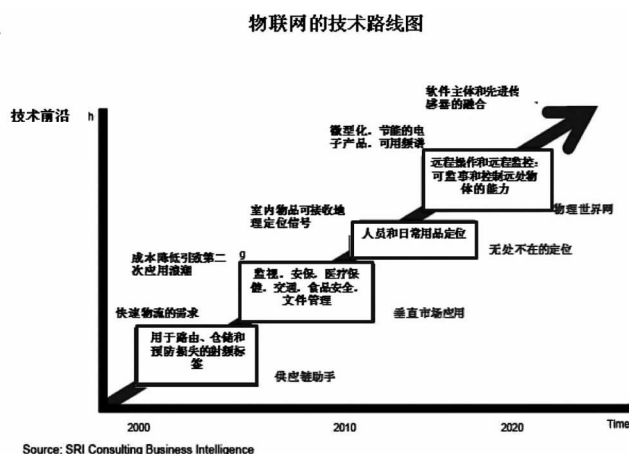 物联网的技术路线图
技术前沿
h
软件主体和先进传
感器的融合
微型化、节能的电
子产品、可用频谱
远程操作和远程监控：
可监事和控制远处物
体的能力
物理世界网
室内物品可接收地
理定位信号
人员和日常用品定位
无处不在的定位
成本降低引致第二
次应用浪潮
g
监视、安保、医疗保
健、交通、食品安全、
文件管理
垂直市场应用
快速物流的需求
用于路由、仓储和
预防损失的射频标
签
供应链助手
2000
2010
2020
Time
Source: SRI Consulting Business Intelligence